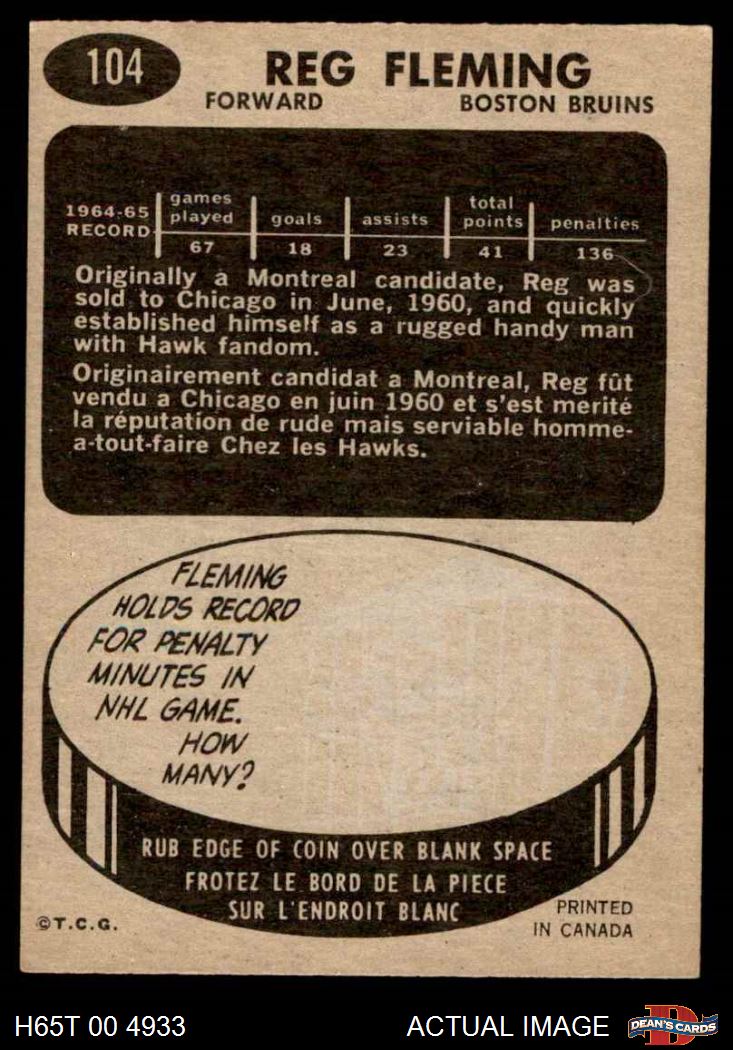 104
REG FLEMING
FORWARD BOSTON BRUINS
1964-65 RECORD
games played goals assists total points penalties
67 18 23 41 136
Originally a Montreal candidate, Reg was
sold to Chicago in June, 1960, and quickly
established himself as a rugged handy man
with Hawk fandom.
Originairement candidat a Montreal, Reg fût
vendu a Chicago en juin 1960 et s'est merité
la réputation de rude mais serviable homme-
a-tout-faire Chez les Hawks.
FLEMING
HOLDS RECORD
FOR PENALTY
MINUTES IN
NHL GAME.
HOW
MANY?
RUB EDGE OF COIN OVER BLANK SPACE
FROTEZ LE BORD DE LA PIECE
SUR L'ENDROIT BLANC
©T.C.G.
PRINTED
IN CANADA
H65T 00 4933
ACTUAL IMAGE
DEAN'S CARDS